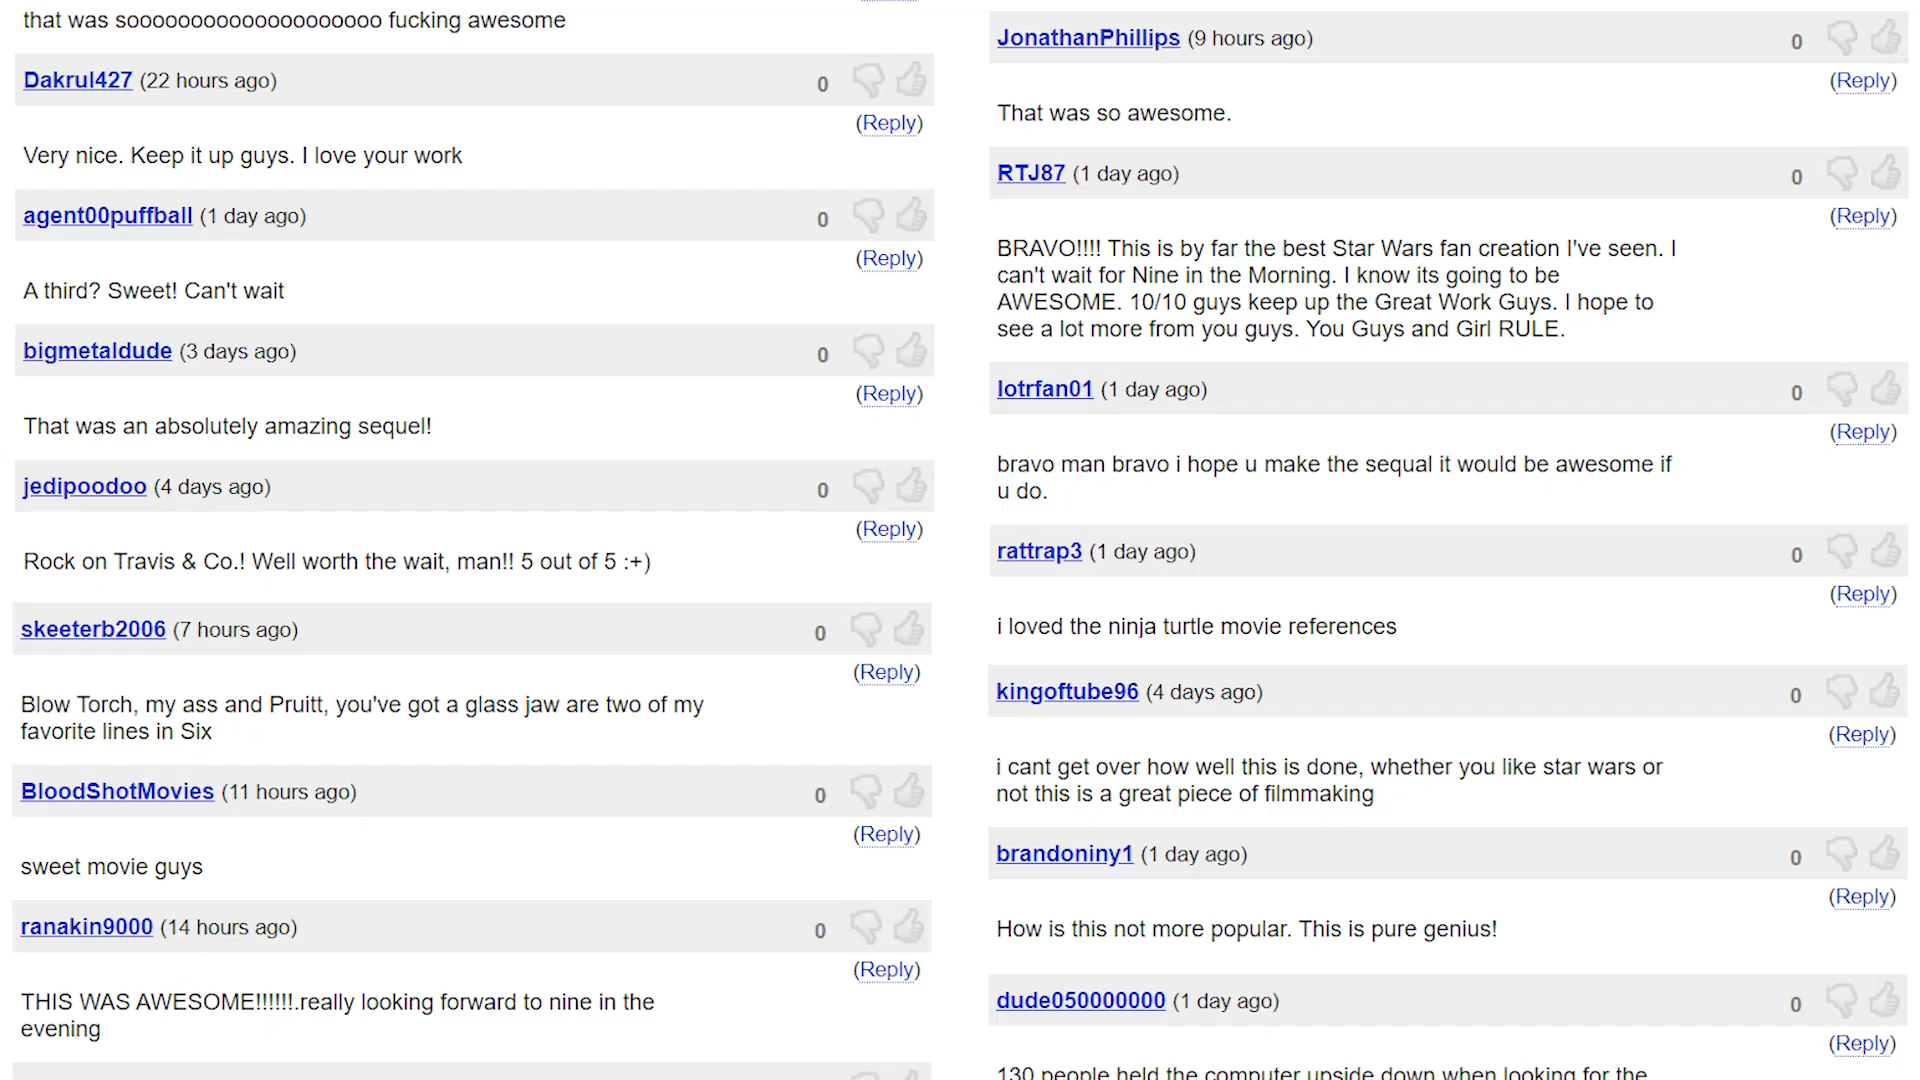 that was soooooooooooooooooooo fucking awesome
Dakrul427 (22 hours ago)
0
(Reply)
Very nice. Keep it up guys. I love your work
agent00puffball (1 day ago)
0
(Reply)
A third? Sweet! Can't wait
bigmetaldude (3 days ago)
0
(Reply)
That was an absolutely amazing sequel!
jedipoodoo (4 days ago)
0
(Reply)
Rock on Travis & Co.! Well worth the wait, man!! 5 out of 5 :+)
skeeterb2006 (7 hours ago)
0
(Reply)
Blow Torch, my ass and Pruitt, you've got a glass jaw are two of my
favorite lines in Six
BloodShotMovies (11 hours ago)
0
(Reply)
sweet movie guys
ranakin9000 (14 hours ago)
0
(Reply)
THIS WAS AWESOME!!!!!!.really looking forward to nine in the
evening
JonathanPhillips (9 hours ago)
0
(Reply)
That was so awesome.
RTJ87 (1 day ago)
0
(Reply)
BRAVO!!!! This is by far the best Star Wars fan creation I've seen. I
can't wait for Nine in the Morning. I know its going to be
AWESOME. 10/10 guys keep up the Great Work Guys. I hope to
see a lot more from you guys. You Guys and Girl RULE.
lotrfan01 (1 day ago)
0
(Reply)
bravo man bravo i hope u make the sequal it would be awesome if
u do.
rattrap3 (1 day ago)
0
(Reply)
i loved the ninja turtle movie references
kingoftube96 (4 days ago)
0
(Reply)
i cant get over how well this is done, whether you like star wars or
not this is a great piece of filmmaking
brandoniny1 (1 day ago)
0
(Reply)
How is this not more popular. This is pure genius!
dude050000000 (1 day ago)
0
(Reply)
130 people held the computer upside down when looking for the